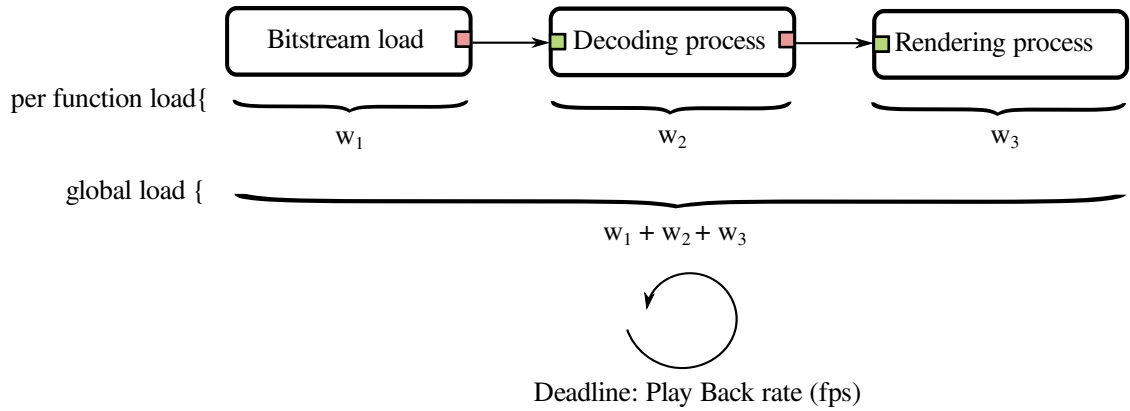 Bitstream load Decoding process Rendering process
per function load{
w₁ w₂ w₃
global load {
w₁ + w₂ + w₃
Deadline: Play Back rate (fps)